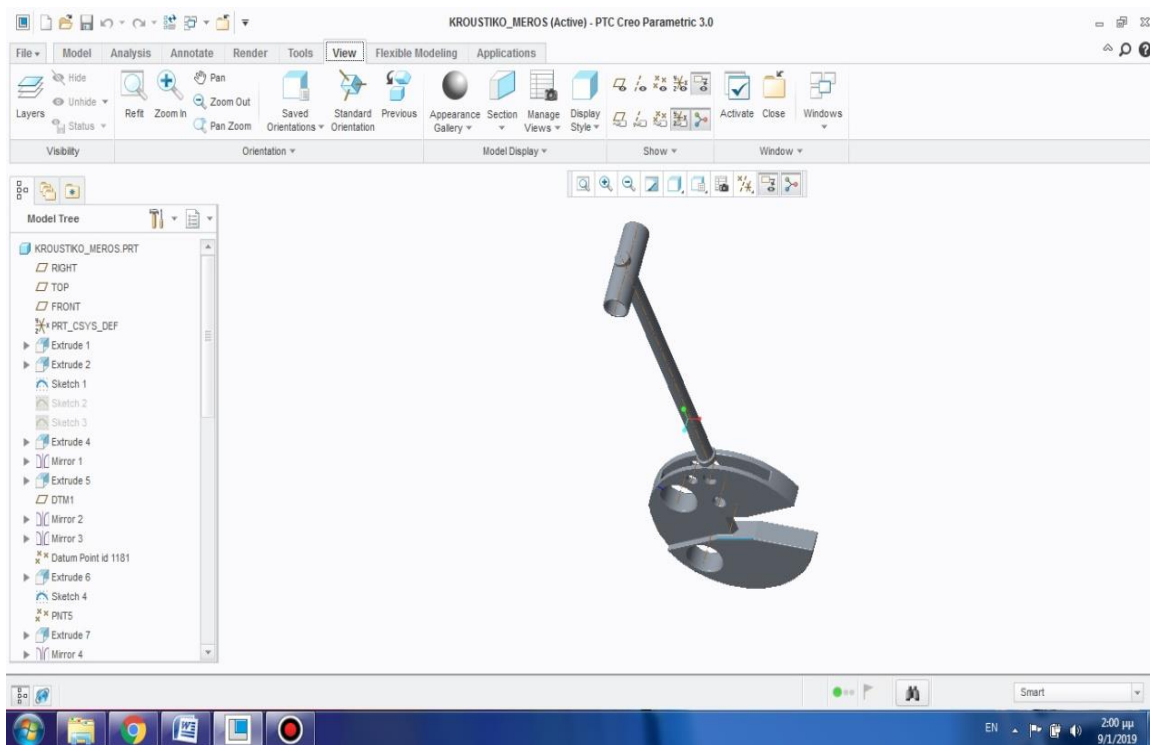 KROUSTIKO_MEROS (Active) - PTC Creo Parametric 3.0
File Model Analysis Annotate Render Tools View Flexible Modeling Applications
Layers
Hide
Unhide
Status
Refit
Zoom In
Pan
Zoom Out
Pan Zoom
Saved
Orientations
Standard
Orientation
Previous
Appearance
Gallery
Section
Manage
Views
Display
Style
Activate
Close
Windows
Visibility Orientation Model Display Show Window
Model Tree
KROUSTIKO_MEROS.PRT
RIGHT
TOP
FRONT
PRT_CSYS_DEF
Extrude 1
Extrude 2
Sketch 1
Sketch 2
Sketch 3
Extrude 4
Mirror 1
Extrude 5
DTM1
Mirror 2
Mirror 3
Datum Point id 1181
Extrude 6
Sketch 4
PNT5
Extrude 7
Mirror 4
Smart
EN
2:00 μμ
9/1/2019